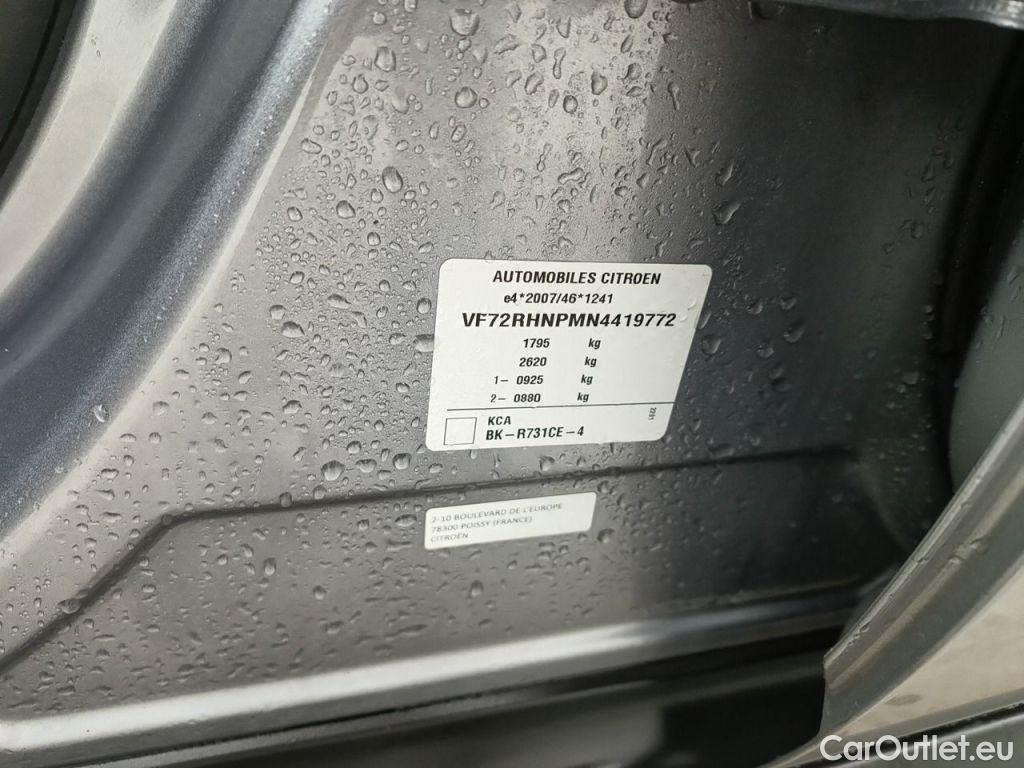 AUTOMOBILES CITROEN
e4*2007/46*1241
VF72RHNPMN4419772
1795 kg
2620 kg
1- 0925 kg
2- 0880 kg
KCA
BK-R731CE-4
2-10 BOULEVARD DE L'EUROPE
78300 POISSY (FRANCE)
CITROËN
CarOutlet.eu